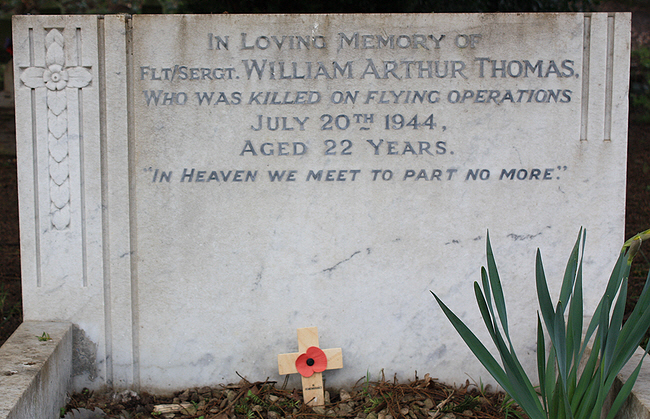 In Loving Memory of
Flt/Sergt. William Arthur Thomas,
Who was killed on flying operations
July 20th 1944,
Aged 22 Years.
"In Heaven we meet to part no more."